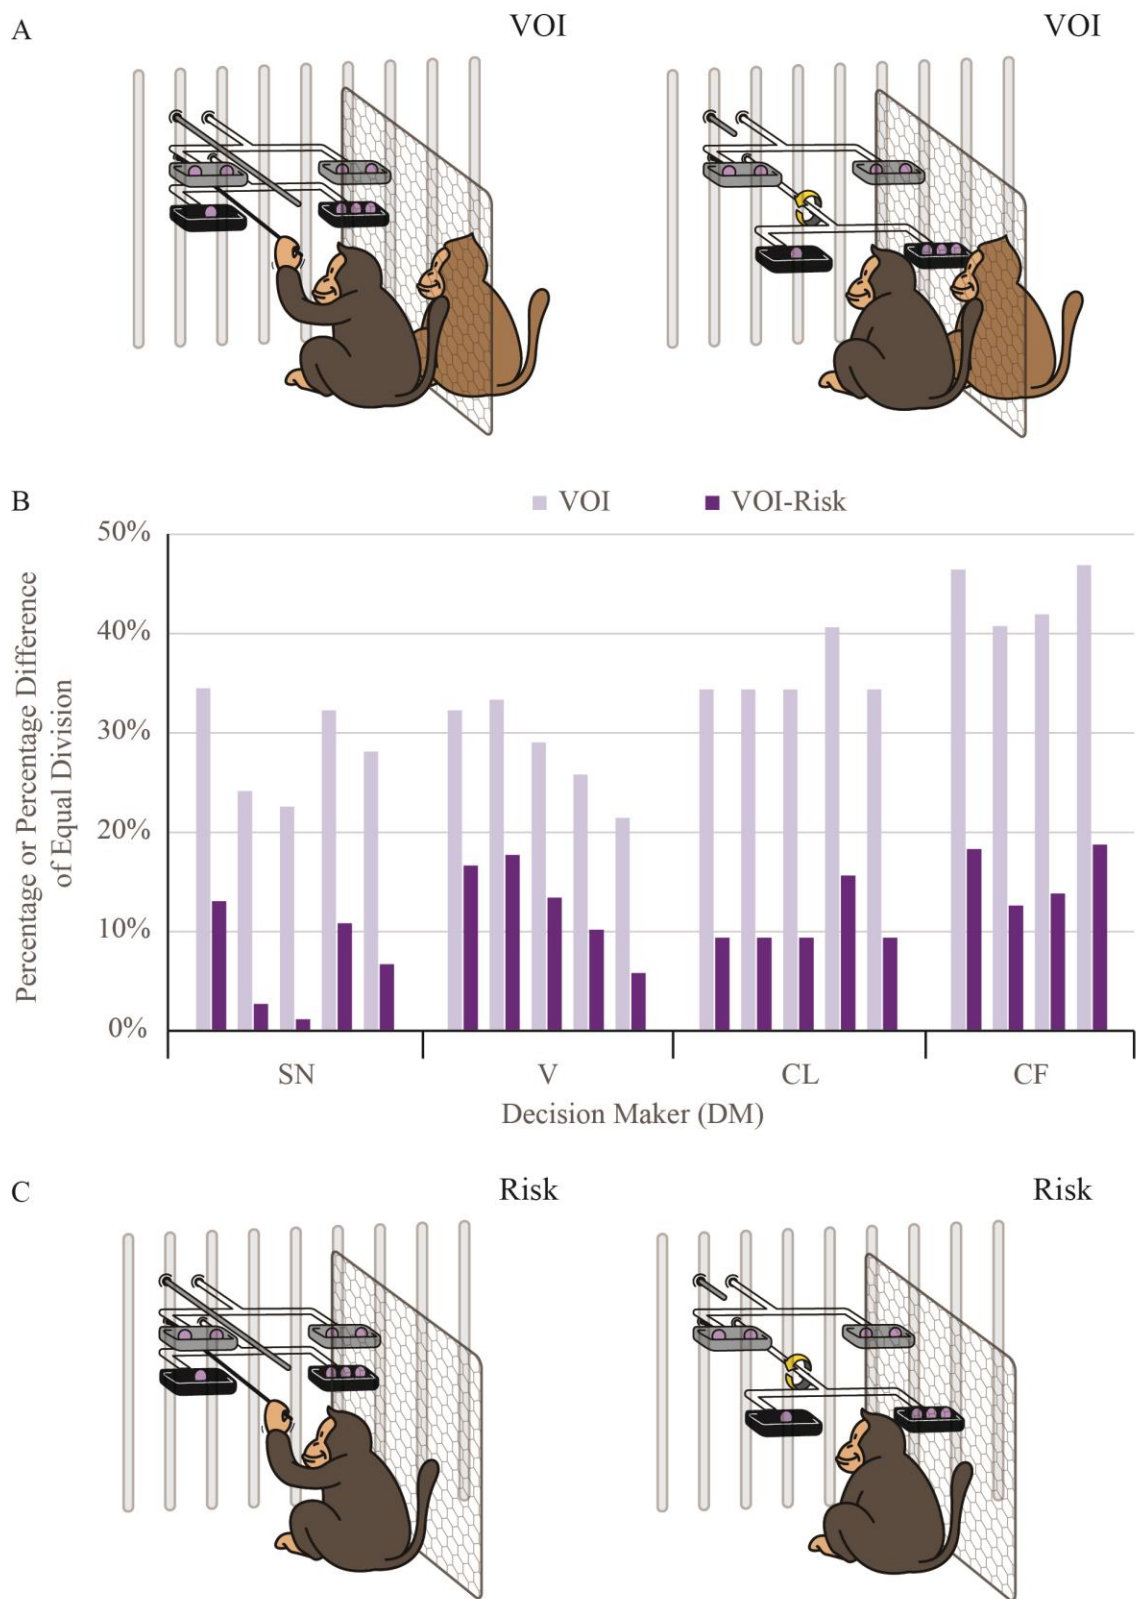 A
VOI
VOI
B
VOI
VOI-Risk
Percentage or Percentage Difference
of Equal Division
50%
40%
30%
20%
10%
0%
SN
V
CL
CF
Decision Maker (DM)
C
Risk
Risk